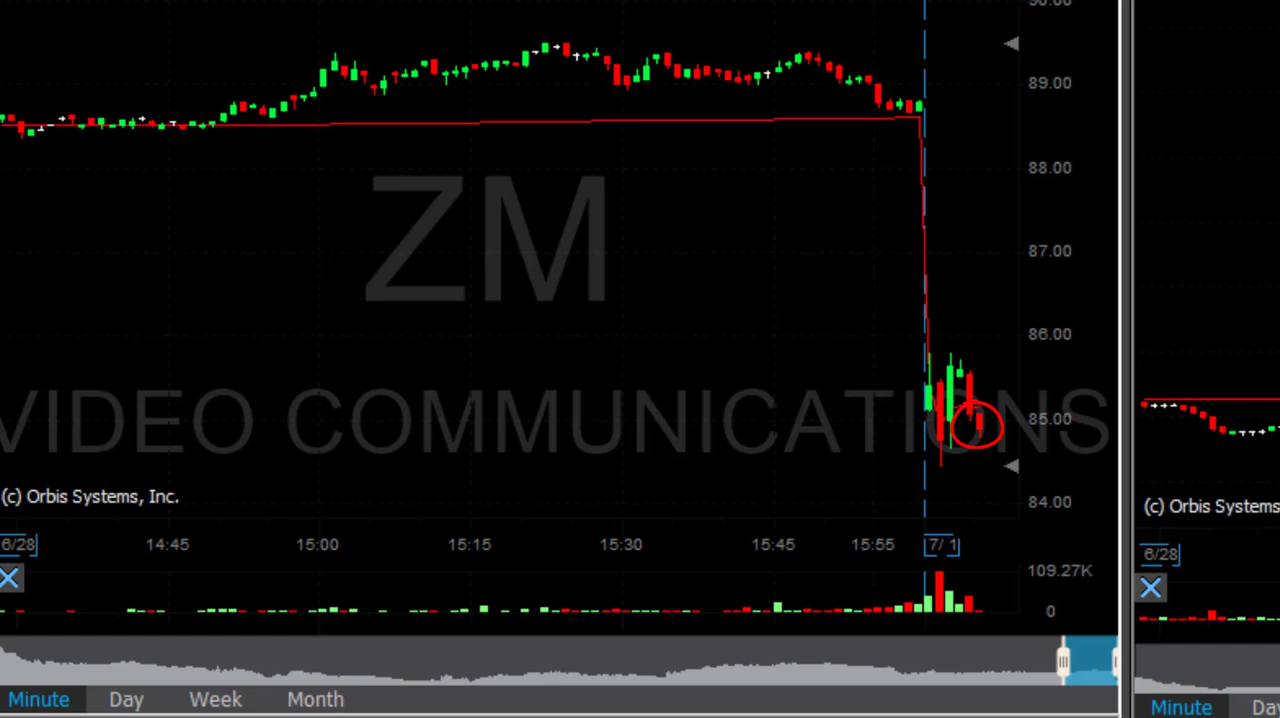 90.00
89.00
88.00
ZM
87.00
86.00
VIDEO COMMUNICATIONS
85.00
84.00
(c) Orbis Systems, Inc.
(c) Orbis Systems
6/28 14:45 15:00 15:15 15:30 15:45 15:55 7/ 1
6/28
109.27K
0
Minute Day Week Month
Minute Da